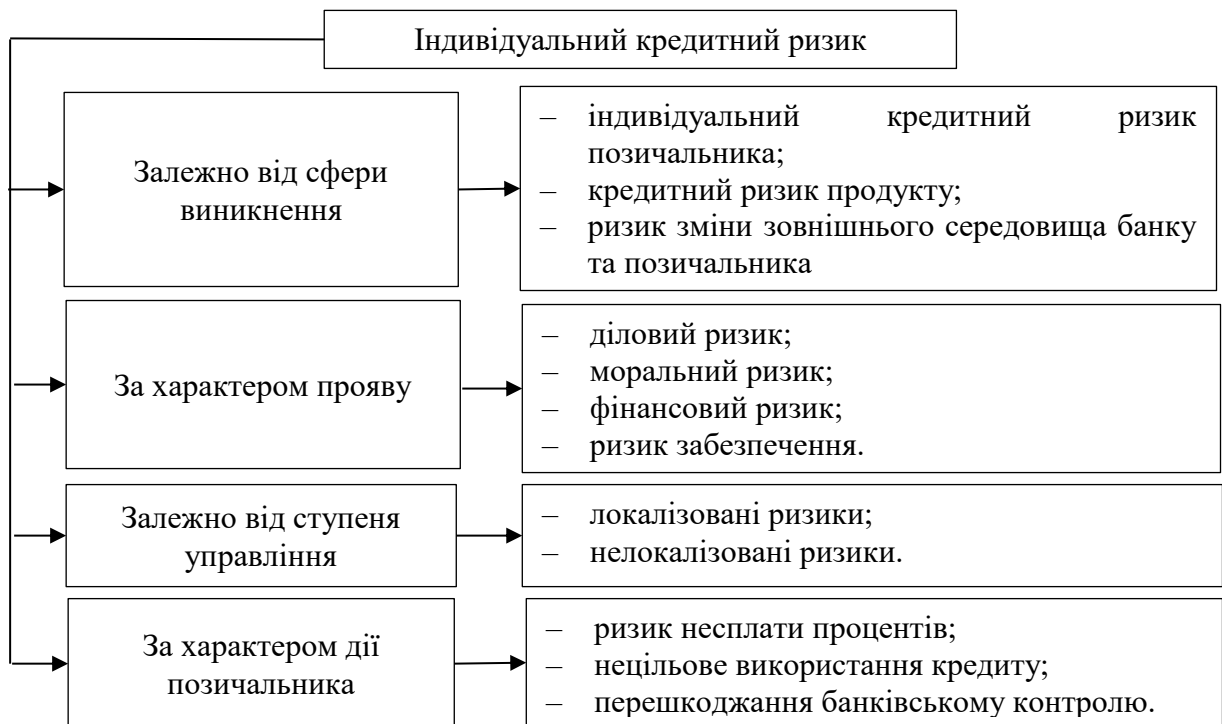 Індивідуальний кредитний ризик
Залежно від сфери
виникнення
– індивідуальний кредитний ризик
позичальника;
– кредитний ризик продукту;
– ризик зміни зовнішнього середовища банку
та позичальника
За характером прояву
– діловий ризик;
– моральний ризик;
– фінансовий ризик;
– ризик забезпечення.
Залежно від ступеня
управління
– локалізовані ризики;
– нелокалізовані ризики.
За характером дії
позичальника
– ризик несплати процентів;
– нецільове використання кредиту;
– перешкоджання банківському контролю.